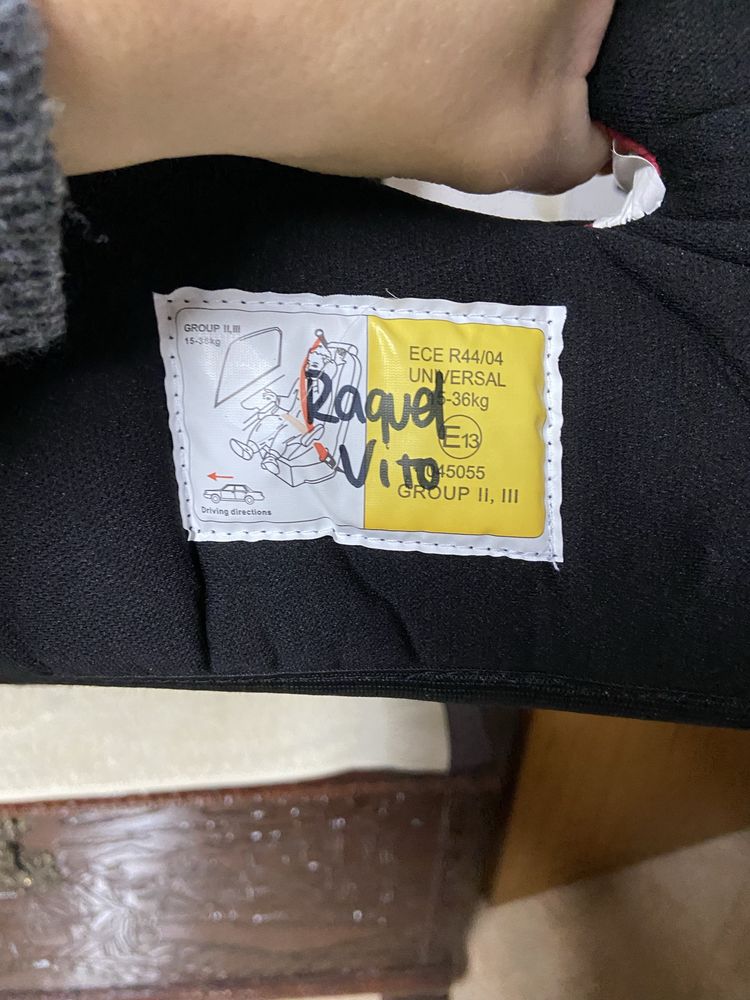 GROUP II,III
15-36kg
Driving directions
ECE R44/04
UNIVERSAL
15-36kg
E13
045055
GROUP II, III
Raquel
Vito